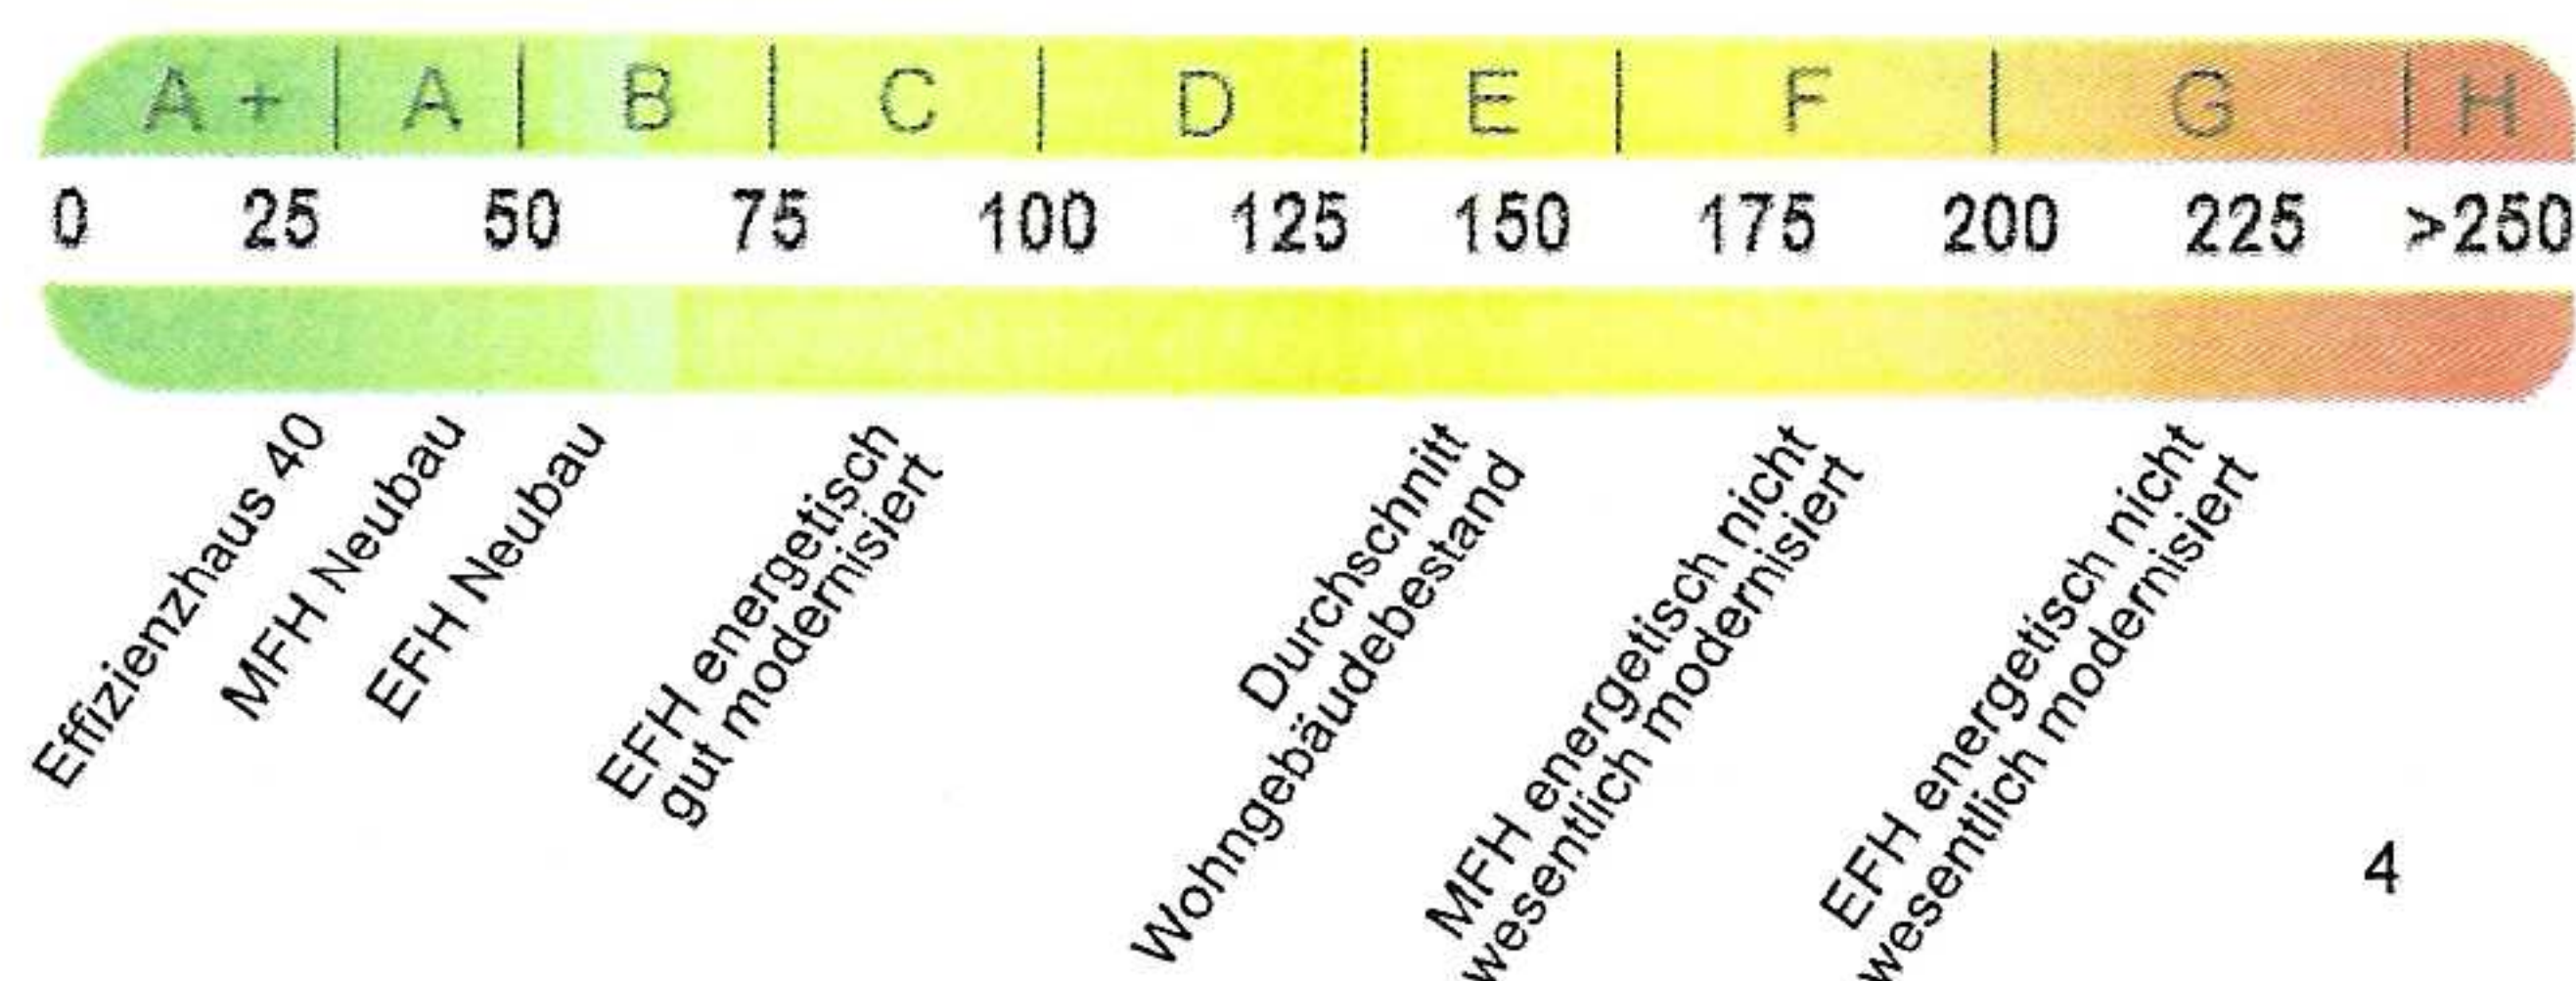 A + | A | B | C | D | E | F | G | H
0 25 50 75 100 125 150 175 200 225 >250
Effizienzhaus 40
MFH Neubau
EFH Neubau
EFH energetisch
gut modernisiert
Durchschnitt
Wohngebäudebestand
MFH energetisch nicht
wesentlich modernisiert
EFH energetisch nicht
wesentlich modernisiert
4